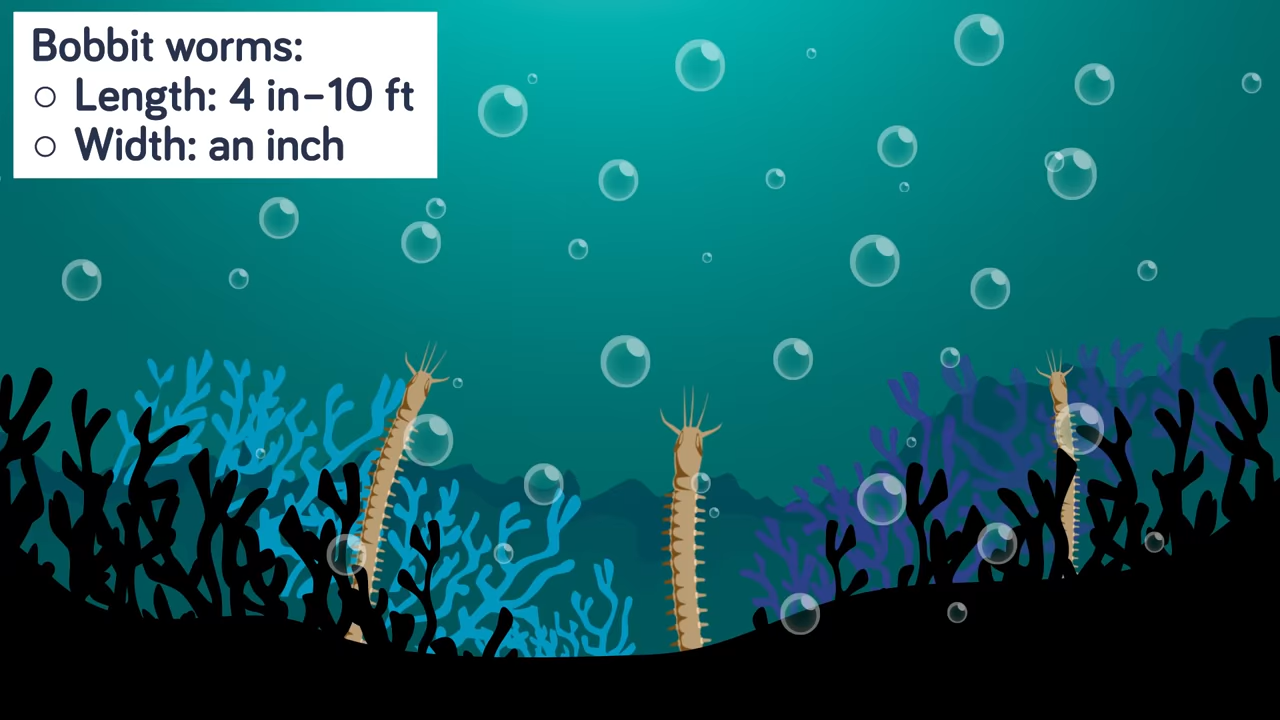 Bobbit worms:
○ Length: 4 in–10 ft
○ Width: an inch